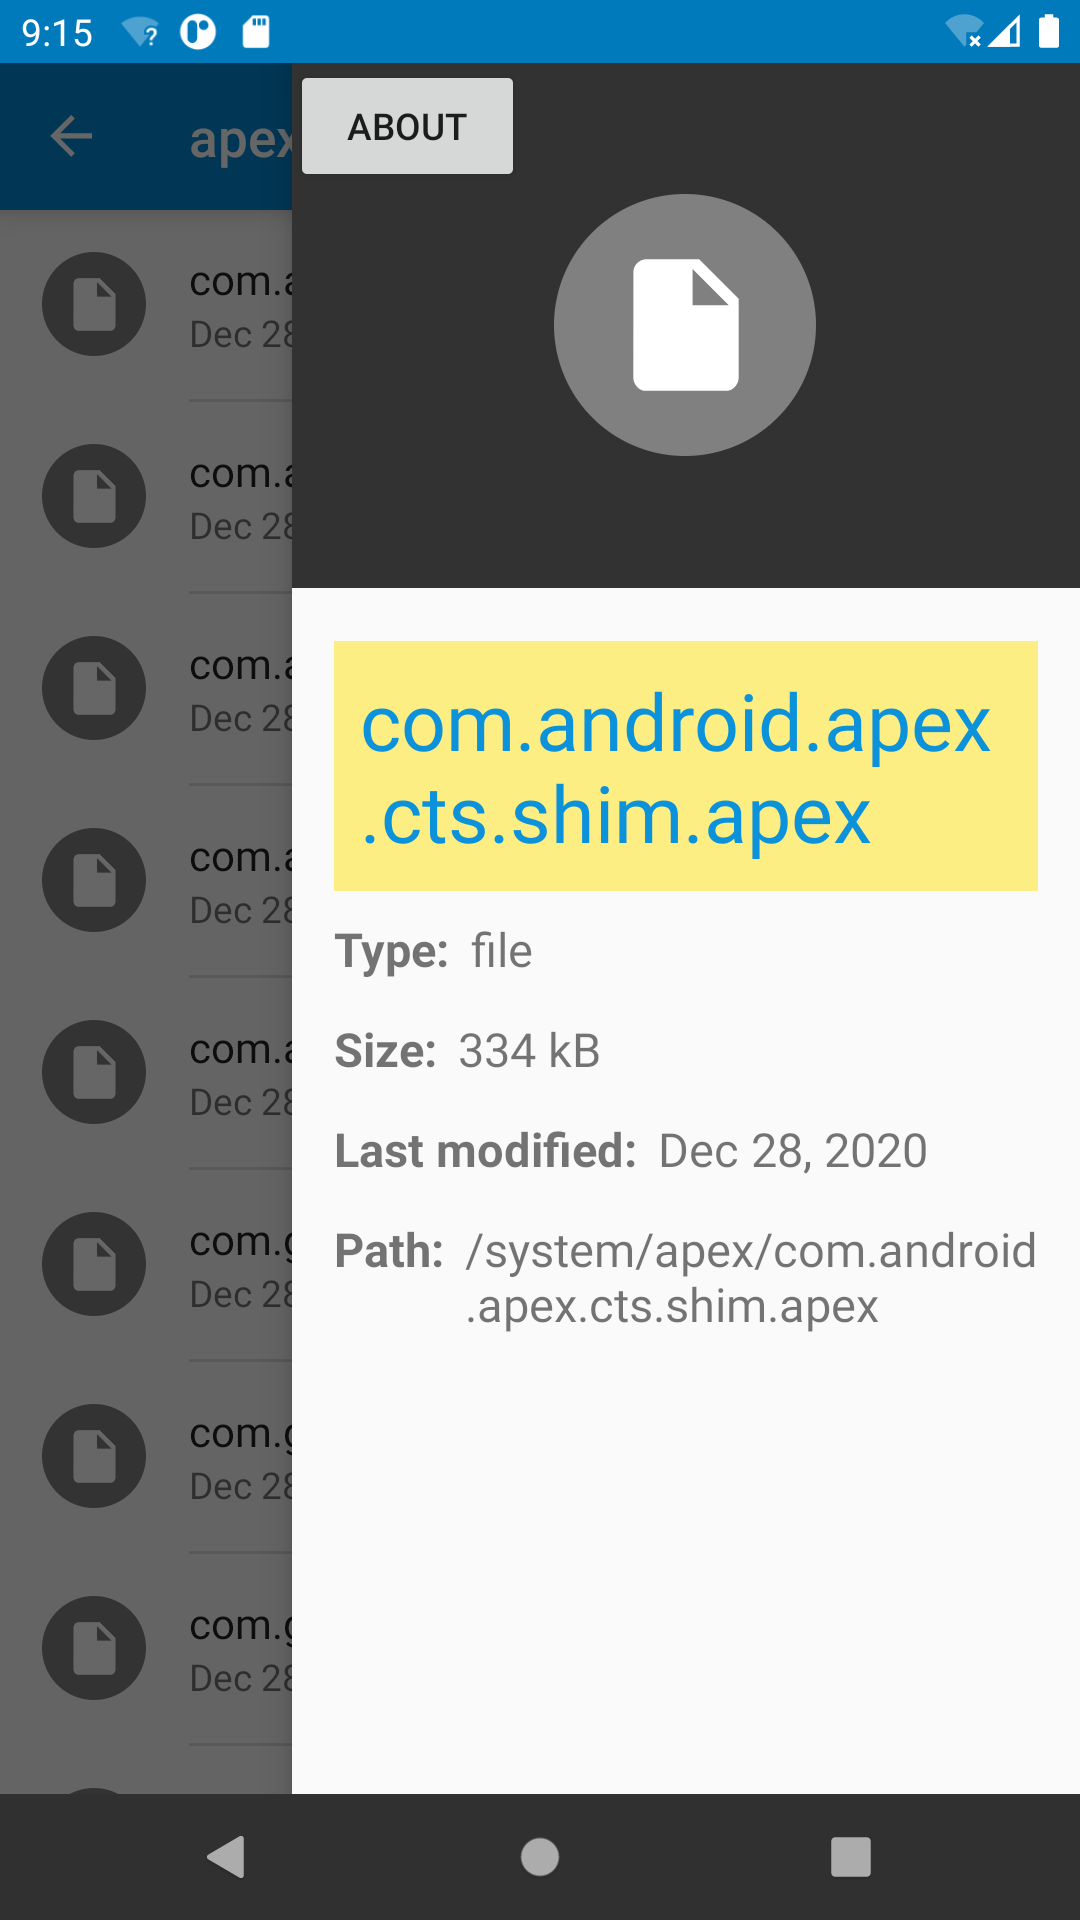 9:15
apex
ABOUT
com.a
Dec 28
com.a
Dec 28
com.a
Dec 28
com.a
Dec 28
com.a
Dec 28
com.g
Dec 28
com.g
Dec 28
com.g
Dec 28
com.android.apex
.cts.shim.apex
Type: file
Size: 334 kB
Last modified: Dec 28, 2020
Path: /system/apex/com.android
.apex.cts.shim.apex